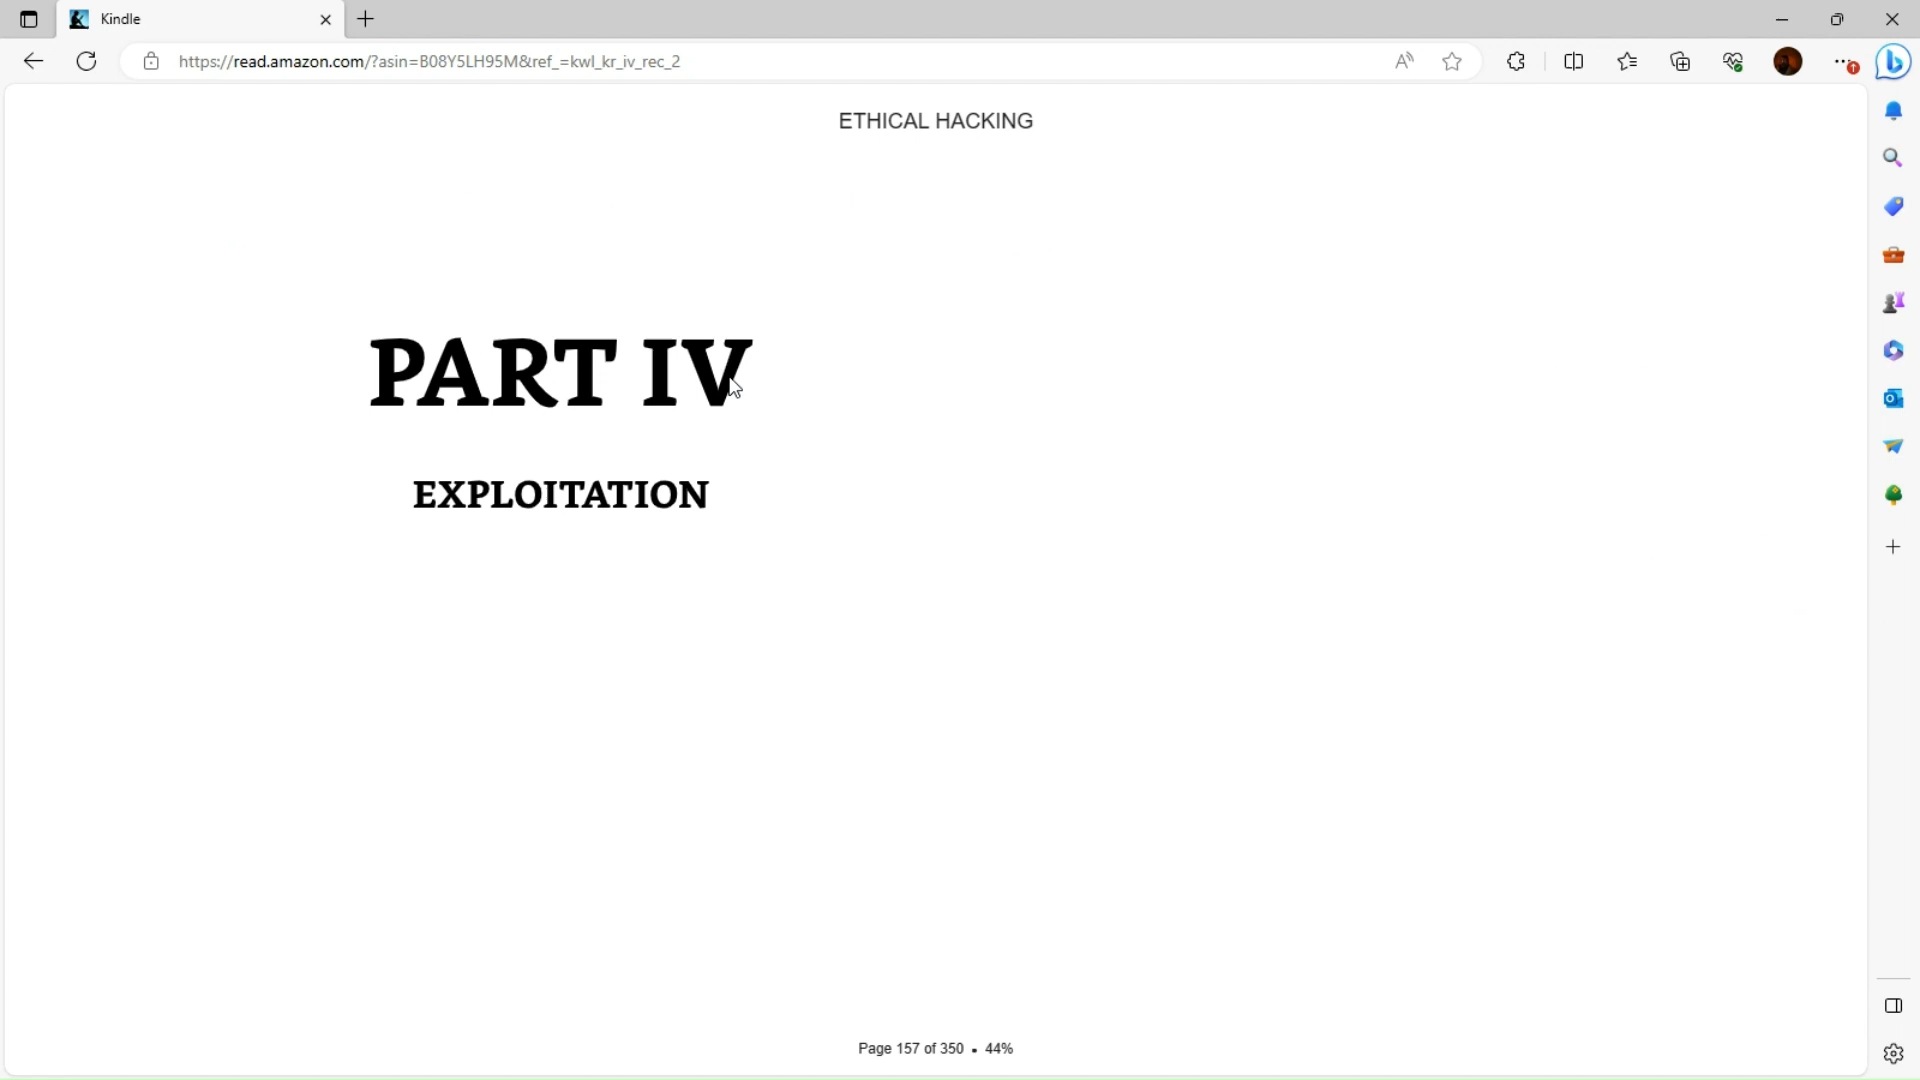 Kindle
https://read.amazon.com/?asin=B08Y5LH95M&ref_=kwl_kr_iv_rec_2
ETHICAL HACKING
PART IV
EXPLOITATION
Page 157 of 350 • 44%